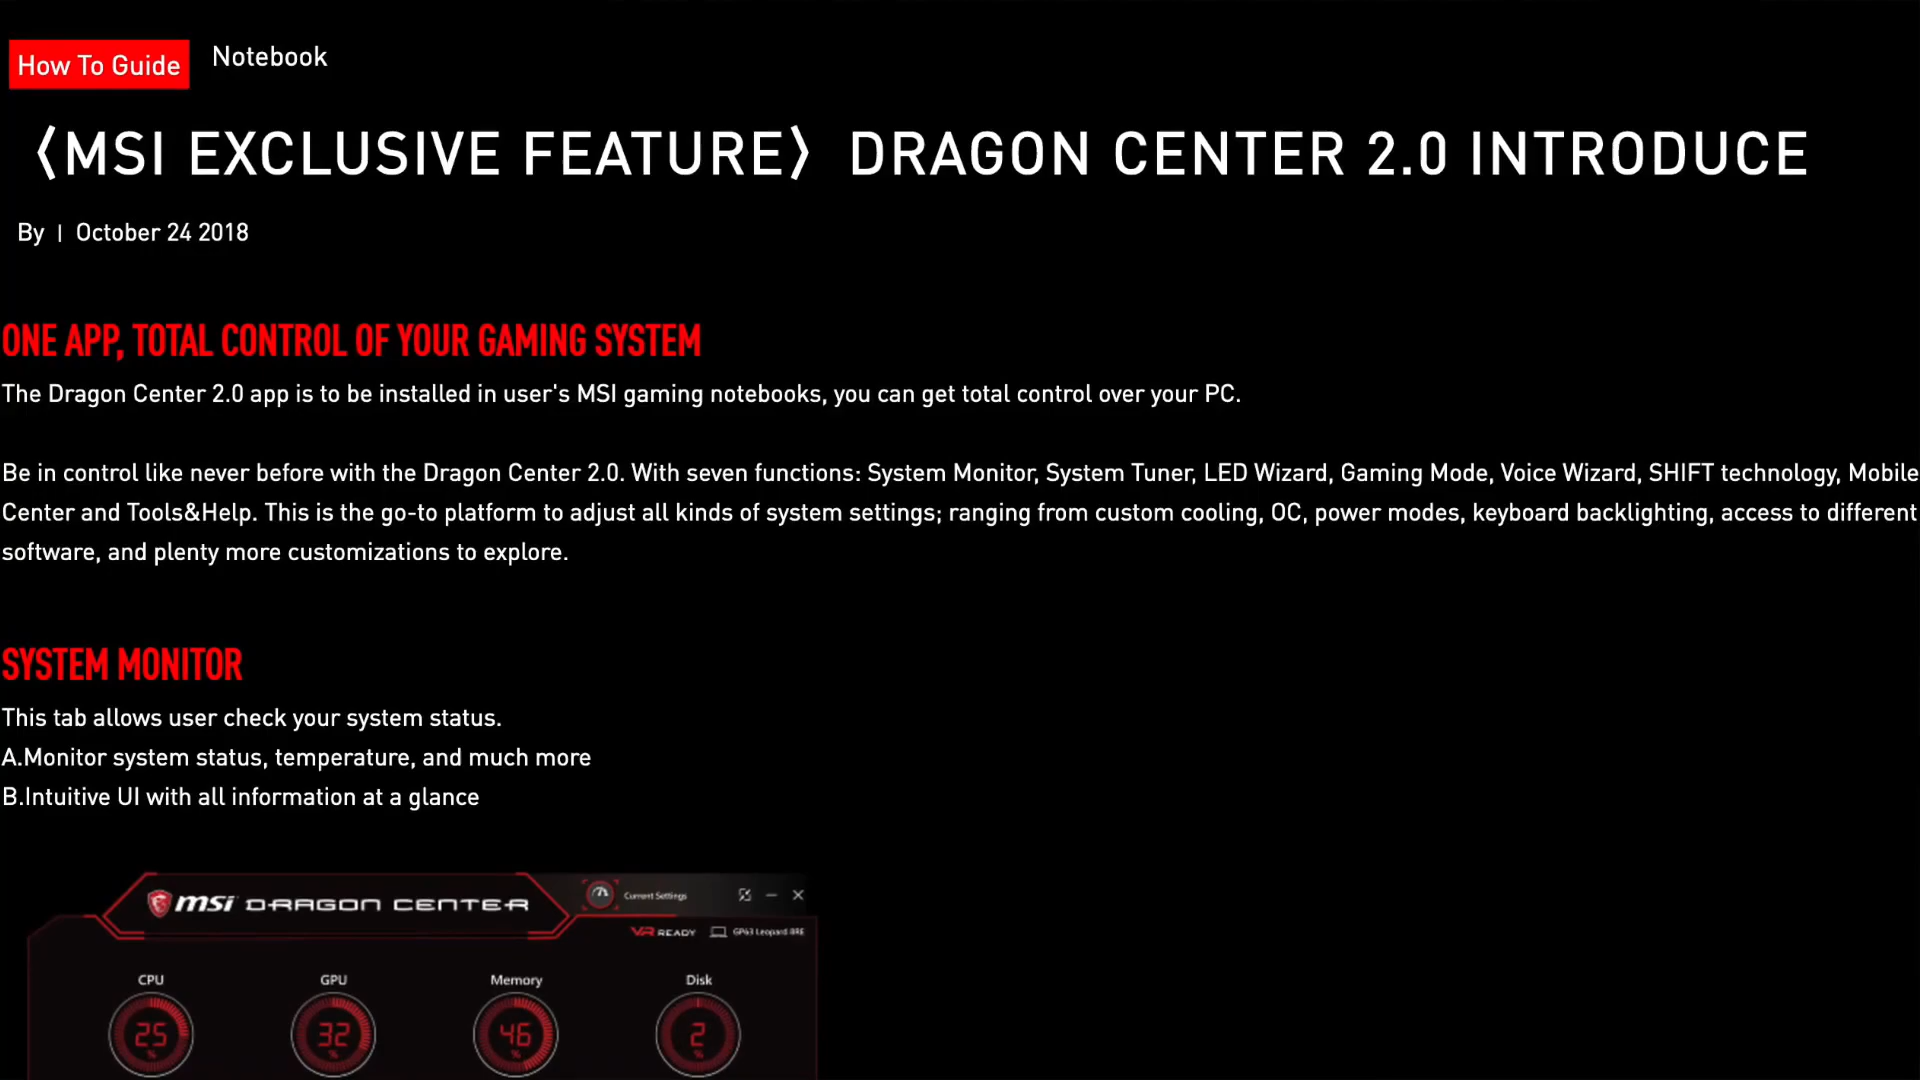 How To Guide Notebook
〈MSI EXCLUSIVE FEATURE〉 DRAGON CENTER 2.0 INTRODUCE
By | October 24 2018
ONE APP, TOTAL CONTROL OF YOUR GAMING SYSTEM
The Dragon Center 2.0 app is to be installed in user's MSI gaming notebooks, you can get total control over your PC.
Be in control like never before with the Dragon Center 2.0. With seven functions: System Monitor, System Tuner, LED Wizard, Gaming Mode, Voice Wizard, SHIFT technology, Mobile
Center and Tools&Help. This is the go-to platform to adjust all kinds of system settings; ranging from custom cooling, OC, power modes, keyboard backlighting, access to different
software, and plenty more customizations to explore.
SYSTEM MONITOR
This tab allows user check your system status.
A.Monitor system status, temperature, and much more
B.Intuitive UI with all information at a glance
msi DRAGON CENTER Current Settings
VR READY GP63 Leopard 8RE
CPU GPU Memory Disk
25 32 46 2
% % % %